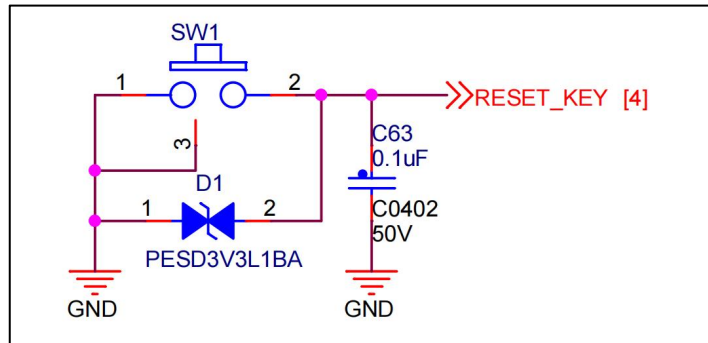 SW1
1 2
RESET_KEY [4]
3
C63
0.1uF
D1
1 2
C0402
50V
PESD3V3L1BA
GND GND